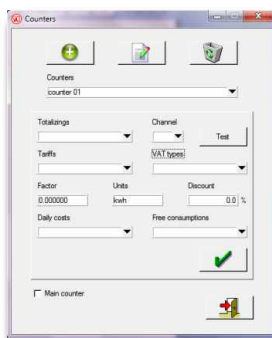 Counters
Counters
counter 01
Totalizings Channel
Test
Tariffs VAT types
Factor Units Discount
0.000000 kwh 0.0 %
Daily costs Free consumptions
Main counter